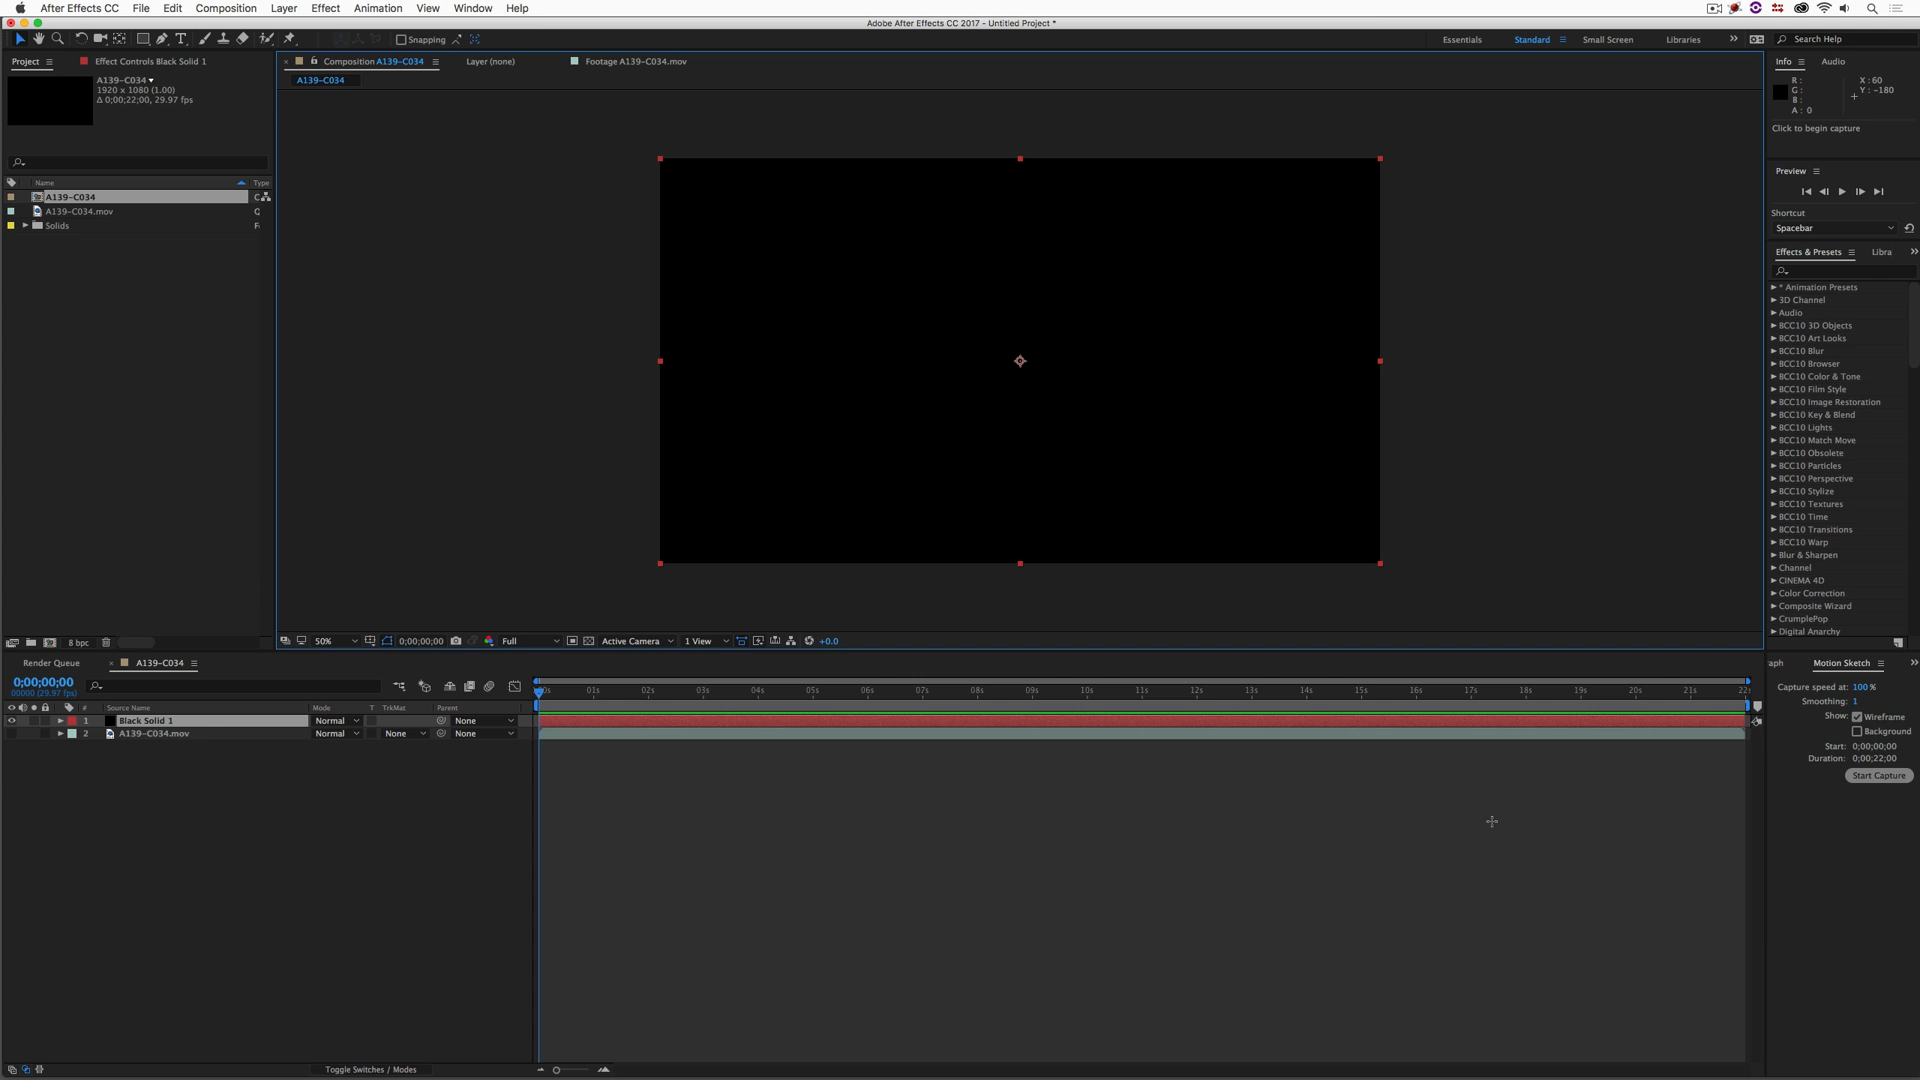 After Effects CC File Edit Composition Layer Effect Animation View Window Help
Adobe After Effects CC 2017 - Untitled Project *
Snapping Essentials Standard Small Screen Libraries Search Help
Project Effect Controls Black Solid 1
A139-C034
1920 x 1080 (1.00)
Δ 0;00;22;00, 29.97 fps
Name Type
A139-C034 C
A139-C034.mov Q
Solids F
8 bpc
Composition A139-C034 Layer (none) Footage A139-C034.mov
A139-C034
50% 0;00;00;00 Full Active Camera 1 View +0.0
Info Audio
R :
G :
B :
A : 0
X : 60
Y : -180
Click to begin capture
Preview
Shortcut
Spacebar
Effects & Presets Libra
* Animation Presets
3D Channel
Audio
BCC10 3D Objects
BCC10 Art Looks
BCC10 Blur
BCC10 Browser
BCC10 Color & Tone
BCC10 Film Style
BCC10 Image Restoration
BCC10 Key & Blend
BCC10 Lights
BCC10 Match Move
BCC10 Obsolete
BCC10 Particles
BCC10 Perspective
BCC10 Stylize
BCC10 Textures
BCC10 Time
BCC10 Transitions
BCC10 Warp
Blur & Sharpen
Channel
CINEMA 4D
Color Correction
Composite Wizard
CrumplePop
Digital Anarchy
Render Queue A139-C034
0;00;00;00
00000 (29.97 fps)
# Source Name Mode T TrkMat Parent
1 Black Solid 1 Normal None
2 A139-C034.mov Normal None None
00s 01s 02s 03s 04s 05s 06s 07s 08s 09s 10s 11s 12s 13s 14s 15s 16s 17s 18s 19s 20s 21s 22s
Toggle Switches / Modes
raph Motion Sketch
Capture speed at: 100 %
Smoothing: 1
Show: Wireframe
Background
Start: 0;00;00;00
Duration: 0;00;22;00
Start Capture